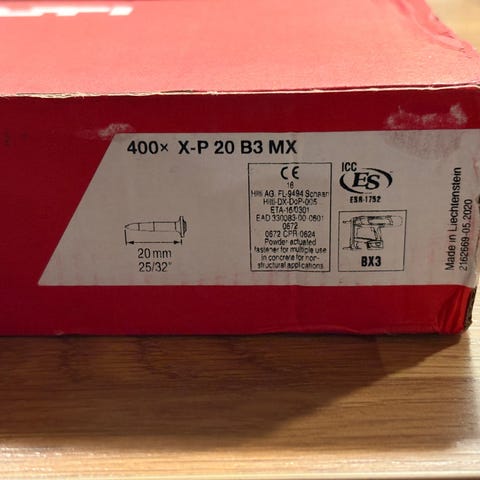 HILTI
400× X-P 20 B3 MX
CE
16
Hilti AG, FL-9494 Schaan
Hilti-DX-DoP-005
ETA-16/0301
EAD 330083-00-0601
0672
0672 CPR-0624
Powder actuated
fastener for multiple use
in concrete for non-
structural applications
ICC
ES
ESR-1752
BX3
20 mm
25/32"
Made in Liechtenstein
2162669-05.2020